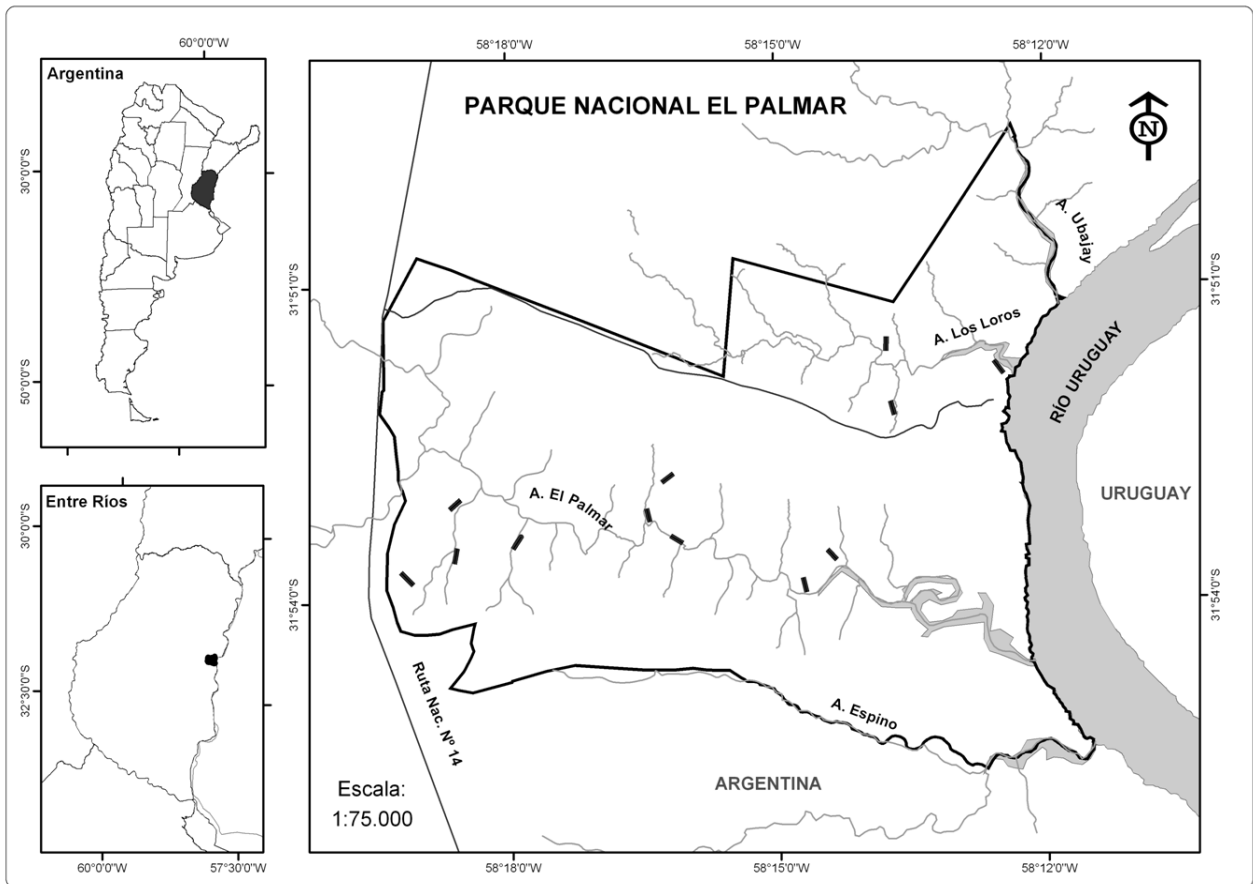 60°0'0"W
Argentina
30°0'0"S
50°0'0"S
Entre Ríos
30°0'0"S
32°30'0"S
60°0'0"W
57°30'0"W
58°18'0"W
58°15'0"W
58°12'0"W
PARQUE NACIONAL EL PALMAR
N
A. Ubajay
31°51'0"S
31°51'0"S
A. Los Loros
RÍO URUGUAY
URUGUAY
A. El Palmar
31°54'0"S
31°54'0"S
Ruta Nac. Nº 14
A. Espino
ARGENTINA
Escala:
1:75.000
58°18'0"W
58°15'0"W
58°12'0"W